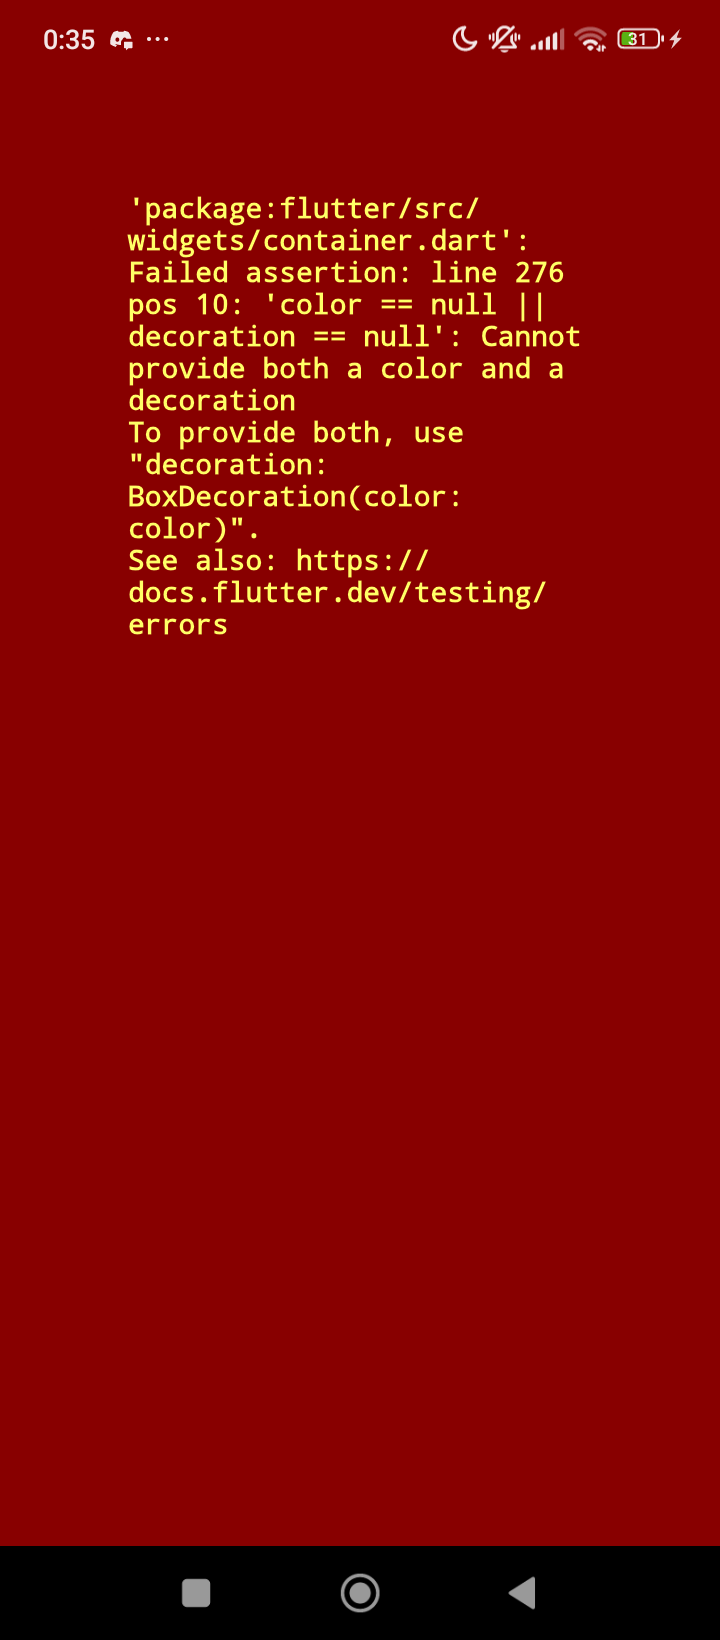 0:35 ...
31
'package:flutter/src/
widgets/container.dart':
Failed assertion: line 276
pos 10: 'color == null ||
decoration == null': Cannot
provide both a color and a
decoration
To provide both, use
"decoration:
BoxDecoration(color:
color)".
See also: https://
docs.flutter.dev/testing/
errors